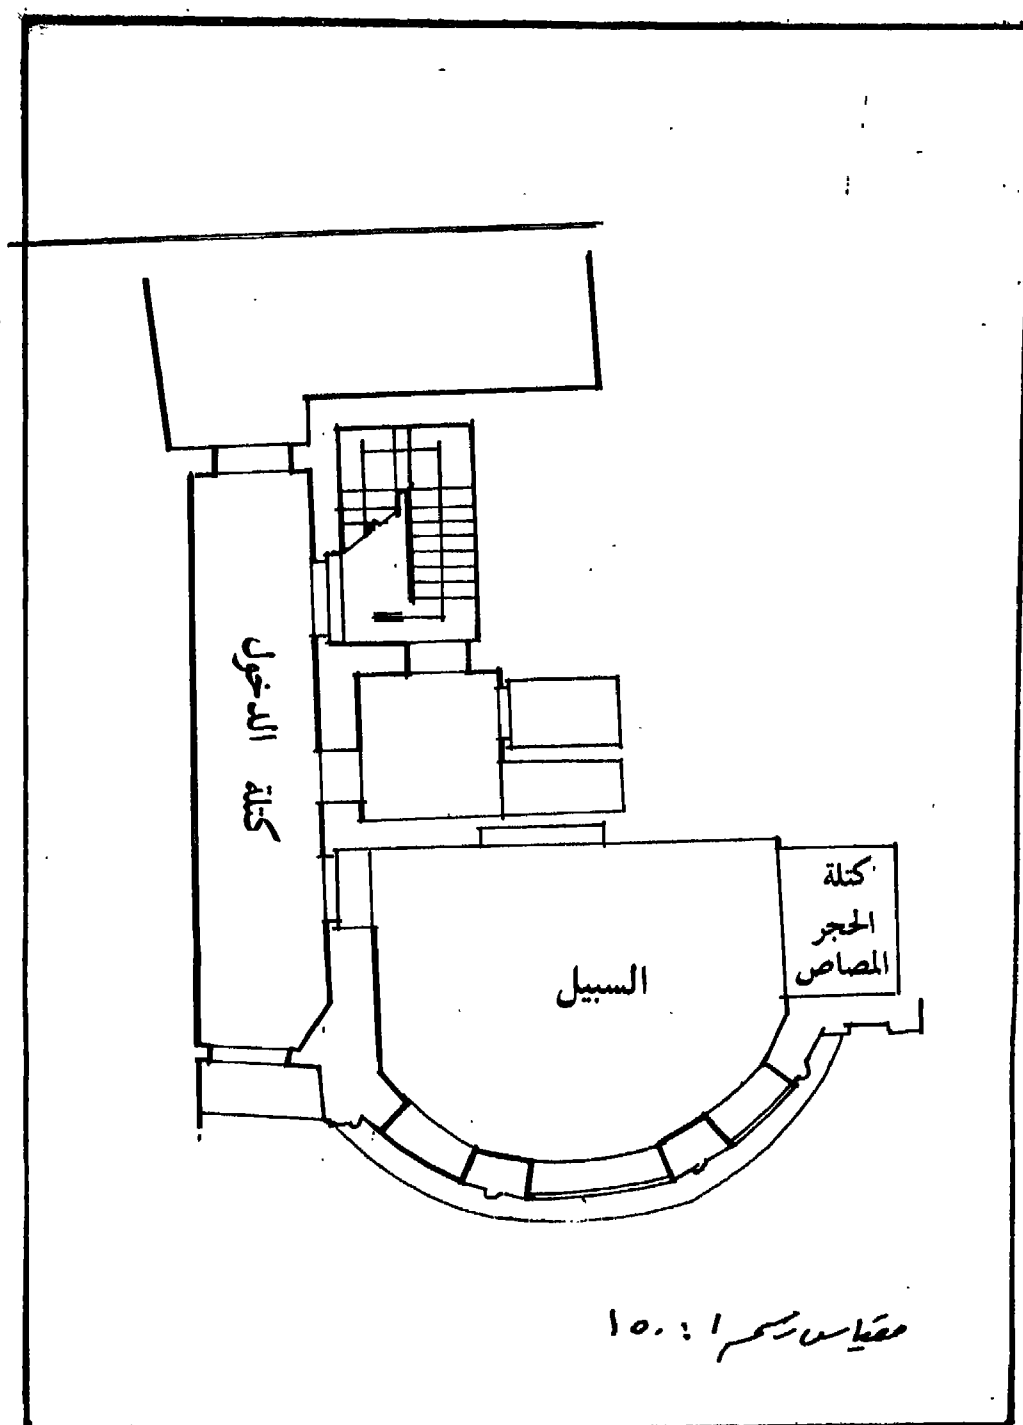 كتلة الدخول
كتلة
الحجر
المصاص
السبيل
مقياس رسم ١ : ١٥٠